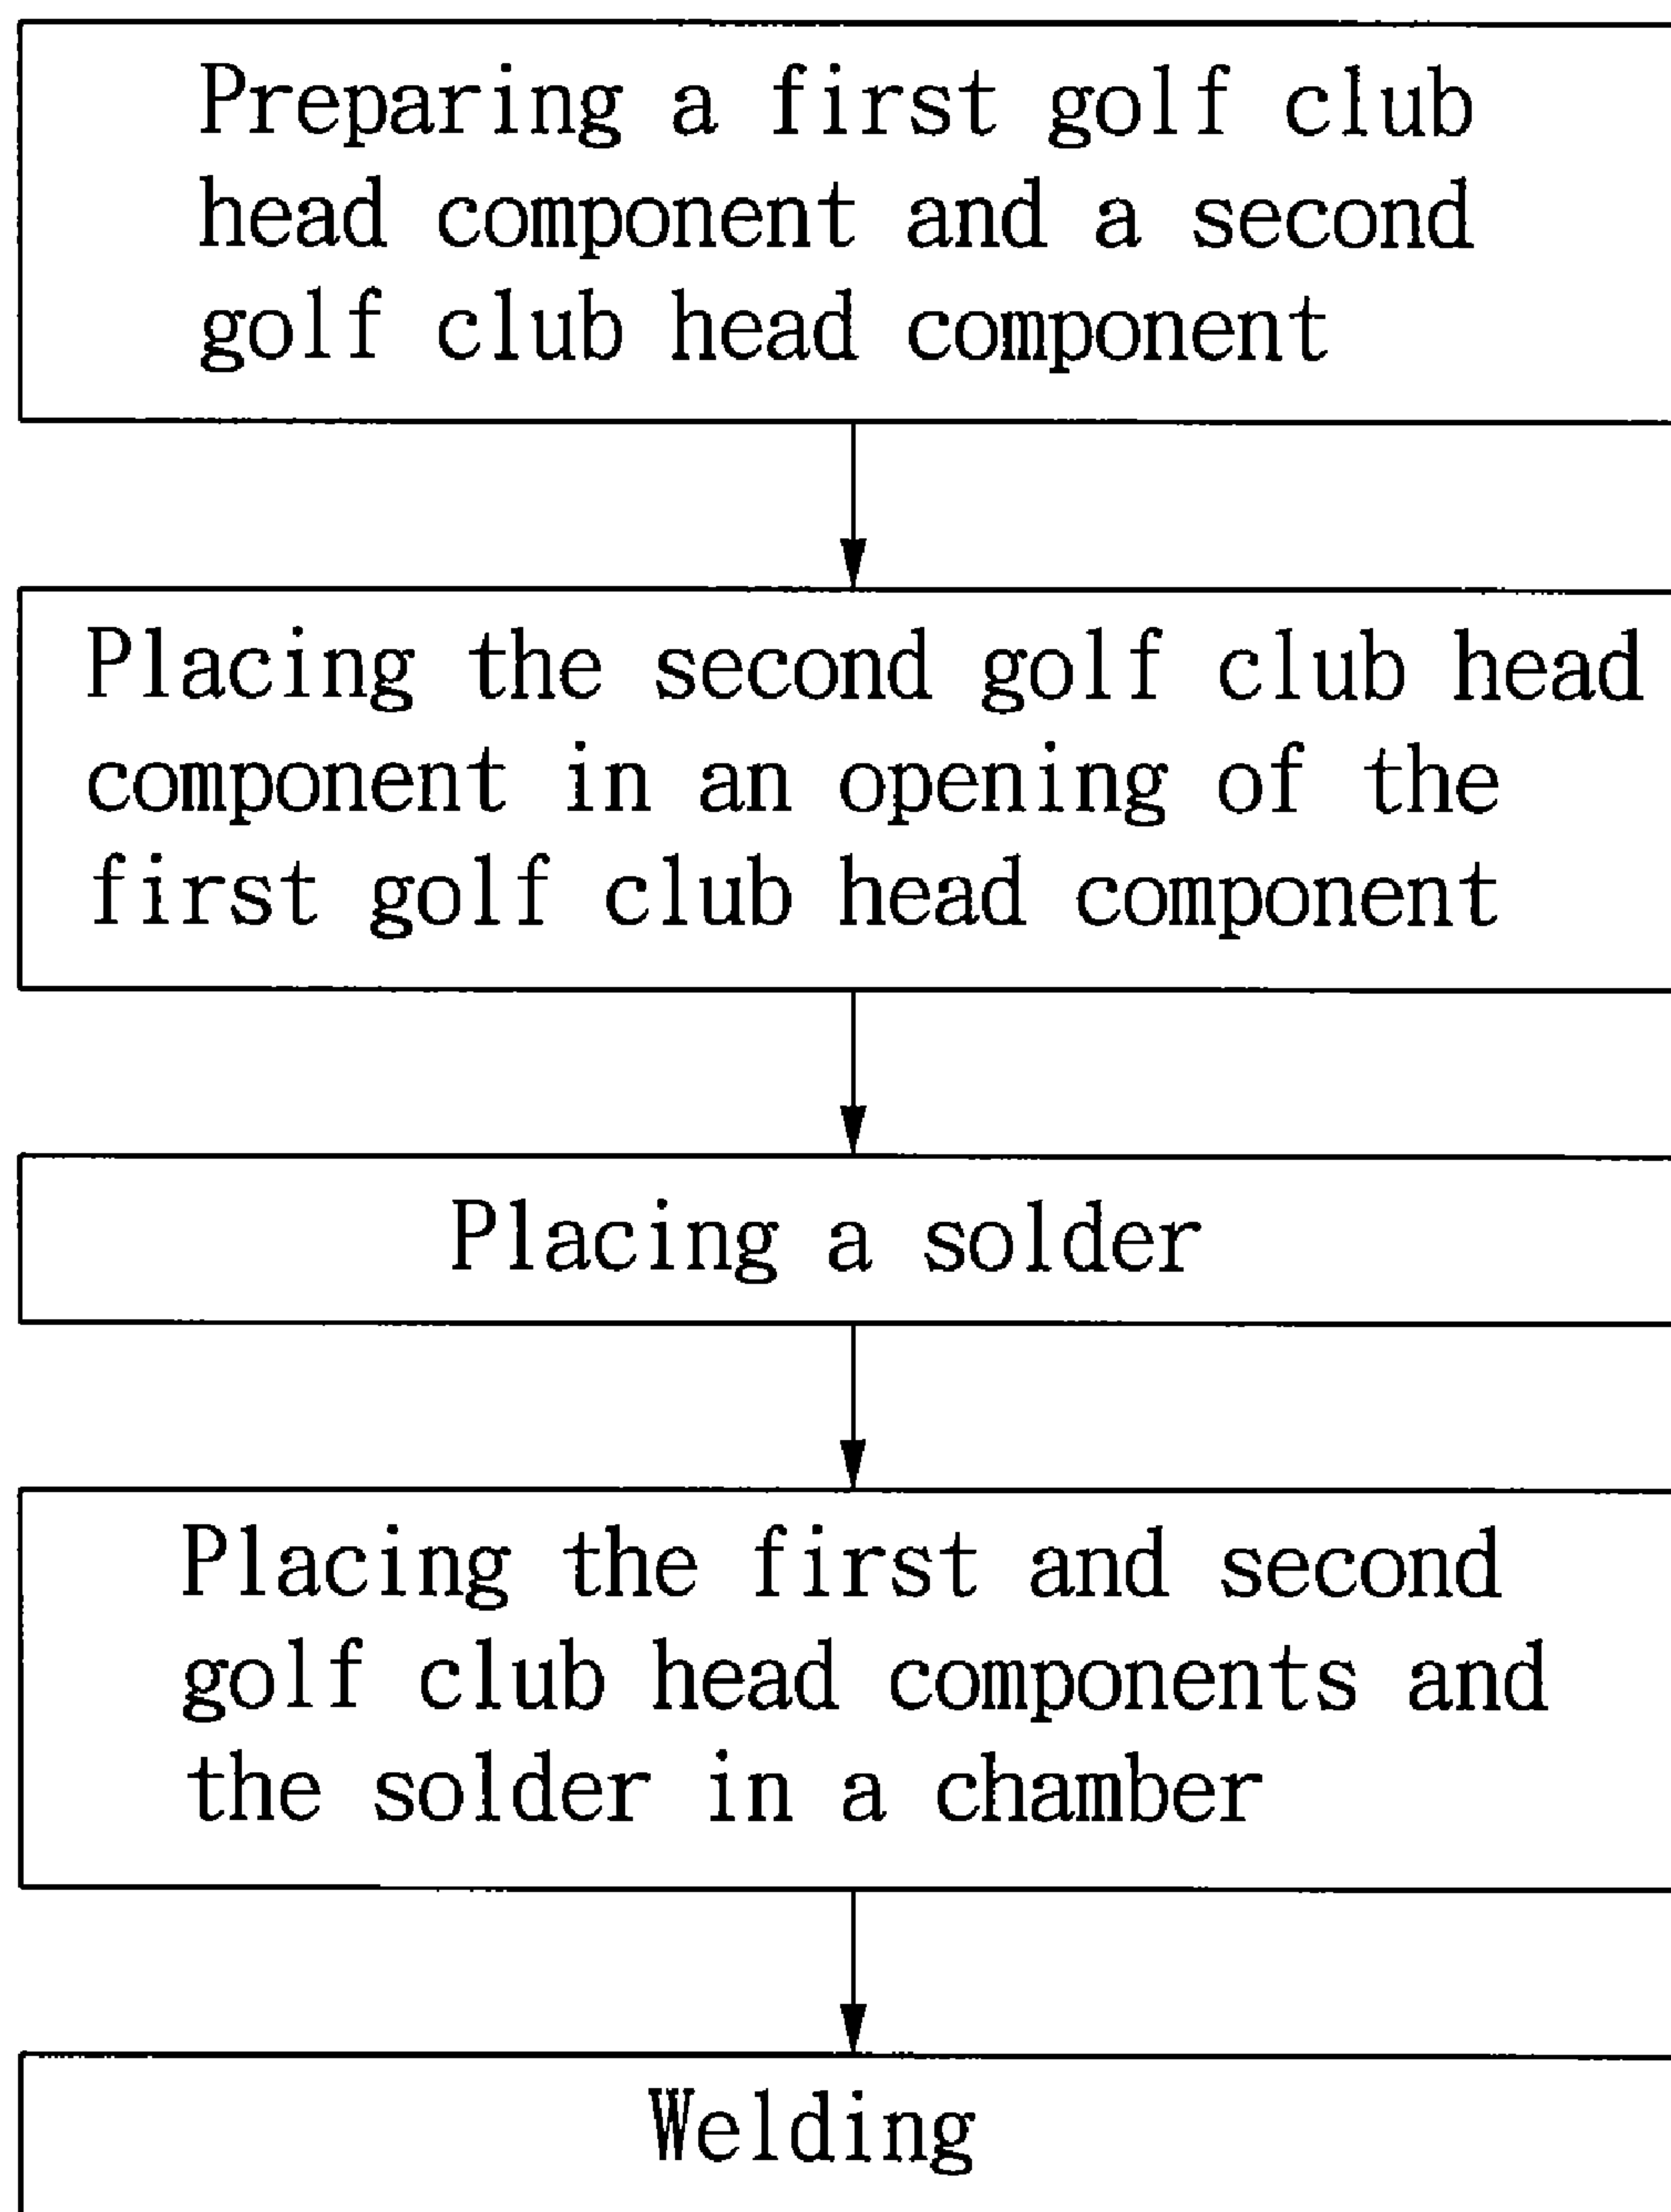 Preparing a first golf club
head component and a second
golf club head component
Placing the second golf club head
component in an opening of the
first golf club head component
Placing a solder
Placing the first and second
golf club head components and
the solder in a chamber
Welding